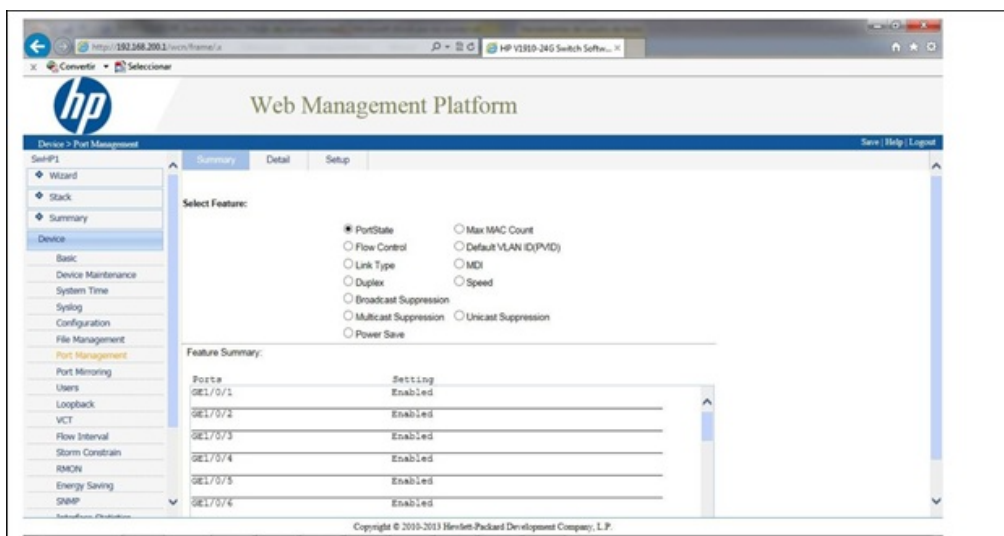 http://192.168.200.1/wcn/frame/.a
HP V1910-24G Switch Softw...
x Convertir Seleccionar
hp
Web Management Platform
Device > Port Management
Save | Help | Logout
SwHP1
Summary Detail Setup
Wizard
Stack
Summary
Device
Basic
Device Maintenance
System Time
Syslog
Configuration
File Management
Port Management
Port Mirroring
Users
Loopback
VCT
Flow Interval
Storm Constrain
RMON
Energy Saving
SNMP
Interface Statistics
Select Feature:
PortState Max MAC Count
Flow Control Default VLAN ID(PVID)
Link Type MDI
Duplex Speed
Broadcast Suppression
Multicast Suppression Unicast Suppression
Power Save
Feature Summary:
Ports Setting
GE1/0/1 Enabled
GE1/0/2 Enabled
GE1/0/3 Enabled
GE1/0/4 Enabled
GE1/0/5 Enabled
GE1/0/6 Enabled
Copyright © 2010-2013 Hewlett-Packard Development Company, L.P.